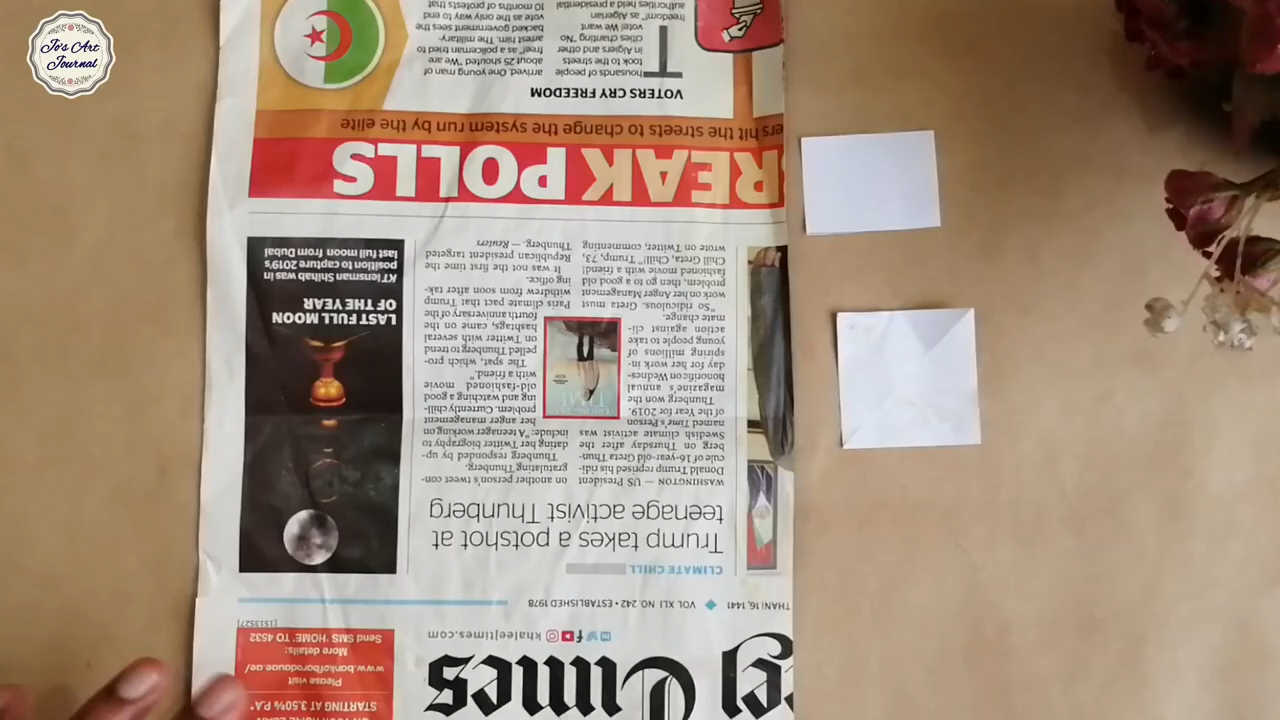 Jo's Art
Journal
STARTING AT 3.50% P.A*
Please visit
www.bankofbarodauae.ae/
More details:
Send SMS 'HOME' TO 4532
[1513527]
Times
khaleejtimes.com
THANI 16, 1441 VOL XLI NO. 242 • ESTABLISHED 1978
CLIMATE CHILL
Trump takes a potshot at
teenage activist Thunberg
WASHINGTON — US President
Donald Trump reprised his ridi-
cule of 16-year-old Greta Thun-
berg on Thursday after the
Swedish climate activist was
named Time's Person
of the Year for 2019.
Thunberg won the
magazine's annual
honorific on Wednes-
day for her work in-
spiring millions of
young people to take
action against cli-
mate change.
"So ridiculous. Greta must
work on her Anger Management
problem, then go to a good old
fashioned movie with a friend!
Chill Greta, Chill!" Trump, 73,
wrote on Twitter, commenting
TIME
on another person's tweet con-
gratulating Thunberg.
Thunberg responded by up-
dating her Twitter biography to
include: "A teenager working on
her anger management
problem. Currently chill-
ing and watching a good
old-fashioned movie
with a friend."
The spat, which pro-
pelled Thunberg to trend
on Twitter with several
hashtags, came on the
fourth anniversary of the
Paris climate pact that Trump
withdrew from soon after tak-
ing office.
It was not the first time the
Republican president targeted
Thunberg. — Reuters
LAST FULL MOON
OF THE YEAR
KT lensman Shihab was in
position to capture 2019's
last full moon from Dubai
REAK POLLS
ers hit the streets to change the system run by the elite
VOTERS CRY FREEDOM
Thousands of people
took to the streets
in Algiers and other
cities chanting "No
vote! We want
freedom" as Algerian
authorities held a presidential
arrived. One young man of
about 25 shouted "We are
free!" as a policeman tried to
arrest him. The military-
backed government sees the
vote as the only way to end
10 months of protests that